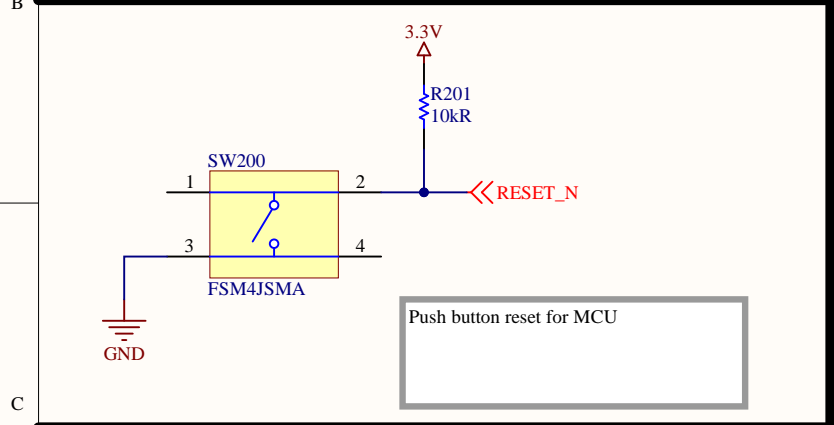 B
3.3V
R201
10kR
SW200
1
2
RESET_N
3
4
FSM4JSMA
GND
Push button reset for MCU
C